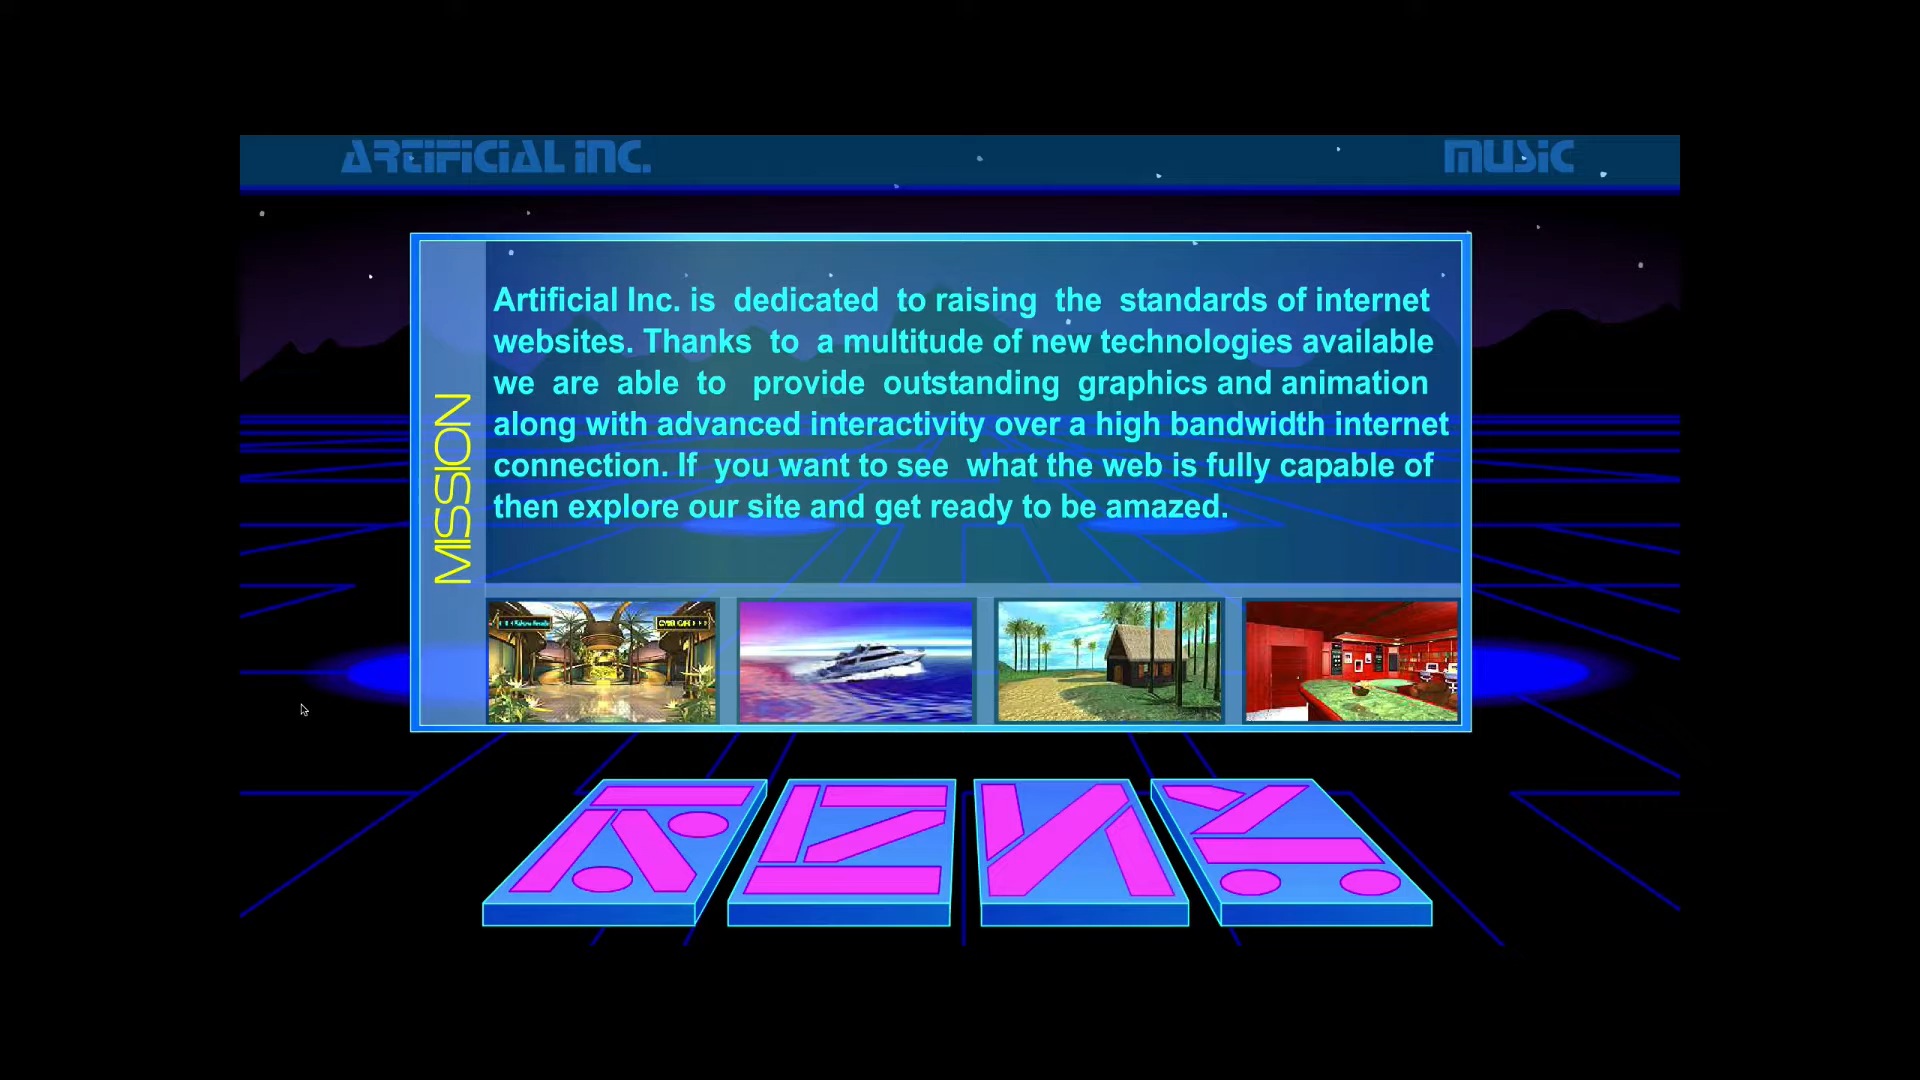 ARTIFICIAL INC.
MUSIC
MISSION
Artificial Inc. is dedicated to raising the standards of internet
websites. Thanks to a multitude of new technologies available
we are able to provide outstanding graphics and animation
along with advanced interactivity over a high bandwidth internet
connection. If you want to see what the web is fully capable of
then explore our site and get ready to be amazed.
CYBER CAFE